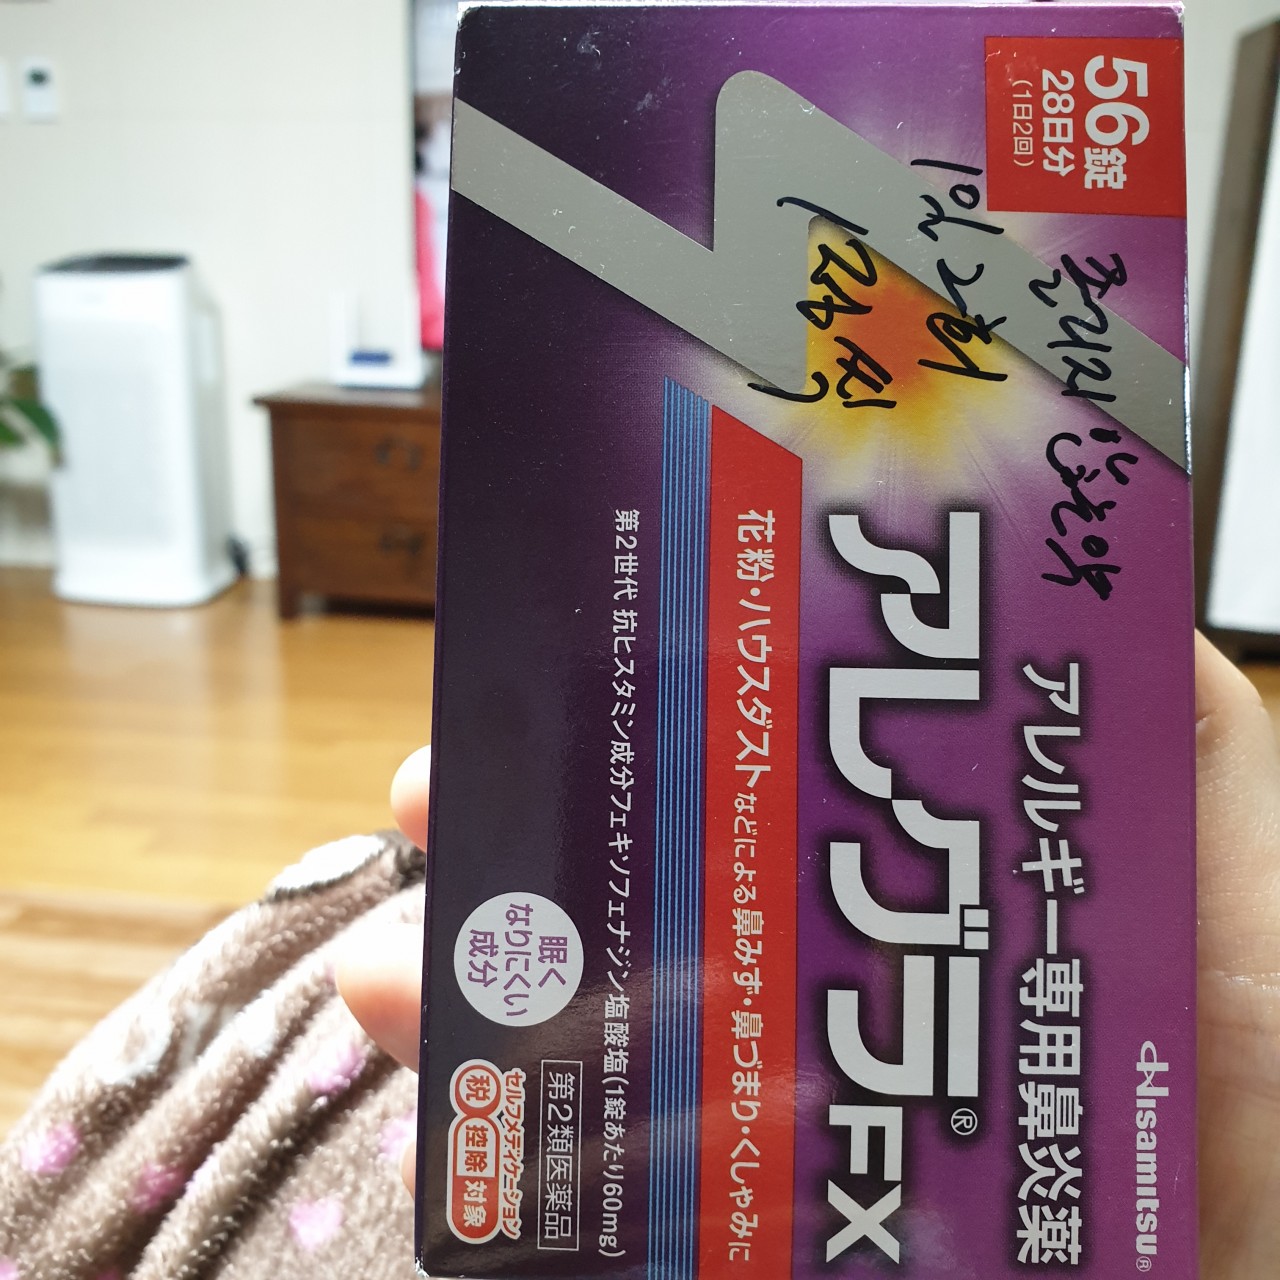 56錠
28日分
(1日2回)
졸리지않은약
1일 2회
1정씩
Hisamitsu®
アレルギー専用鼻炎薬
アレグラFX®
花粉・ハウスダストなどによる鼻みず・鼻づまり・くしゃみに
第2世代 抗ヒスタミン成分フェキソフェナジン塩酸塩(1錠あたり60mg)
眠く
なりにくい
成分
第2類医薬品
セルフメディケーション
税 控除 対象